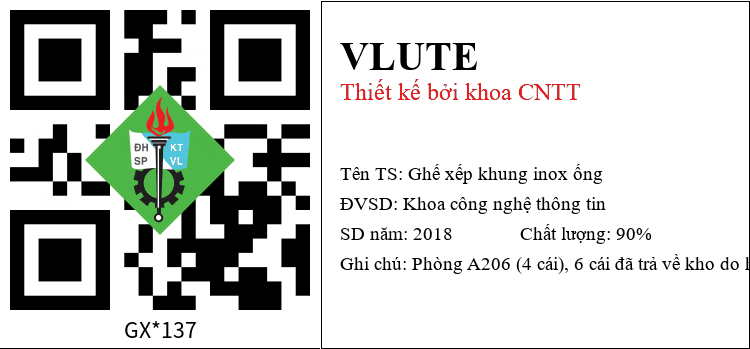 ĐH KT
SP VL
GX*137
VLUTE
Thiết kế bởi khoa CNTT
Tên TS: Ghế xếp khung inox ống
ĐVSD: Khoa công nghệ thông tin
SD năm: 2018 Chất lượng: 90%
Ghi chú: Phòng A206 (4 cái), 6 cái đã trả về kho do